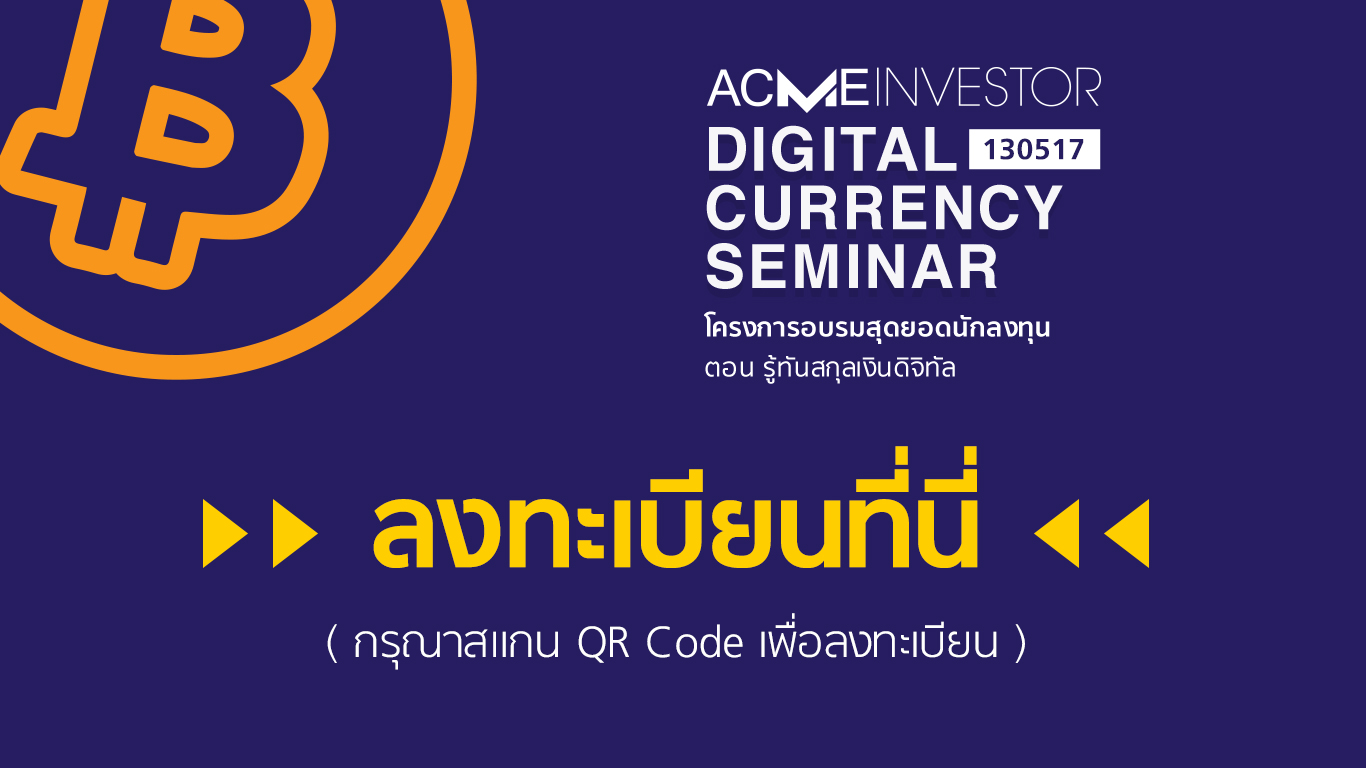 ACMEINVESTOR
DIGITAL 130517
CURRENCY
SEMINAR
โครงการอบรมสุดยอดนักลงทุน
ตอน รู้ทันสกุลเงินดิจิทัล
ลงทะเบียนที่นี่
( กรุณาสแกน QR Code เพื่อลงทะเบียน )